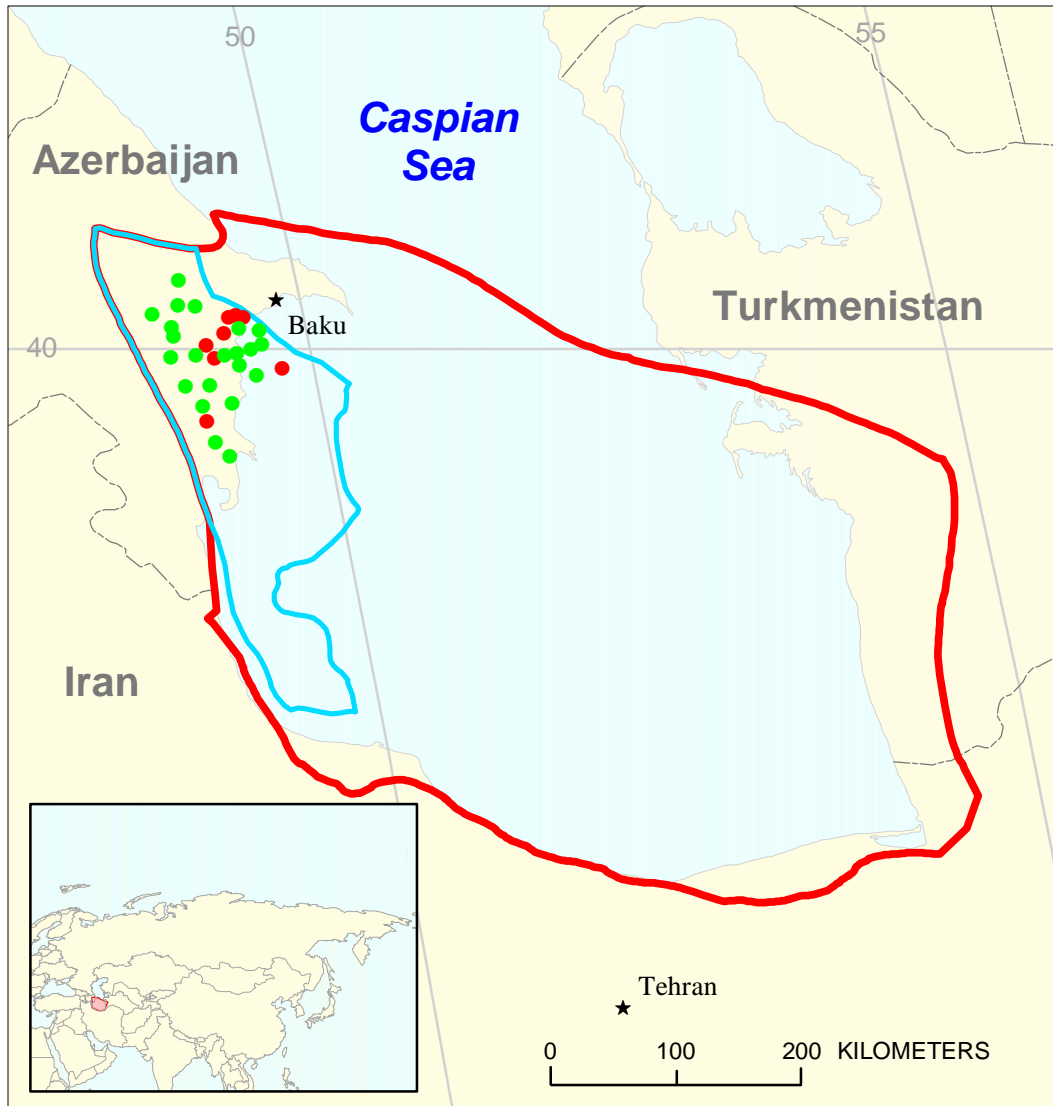 50
55
Caspian
Sea
Azerbaijan
Turkmenistan
Baku
40
Iran
Tehran
0 100 200 KILOMETERS